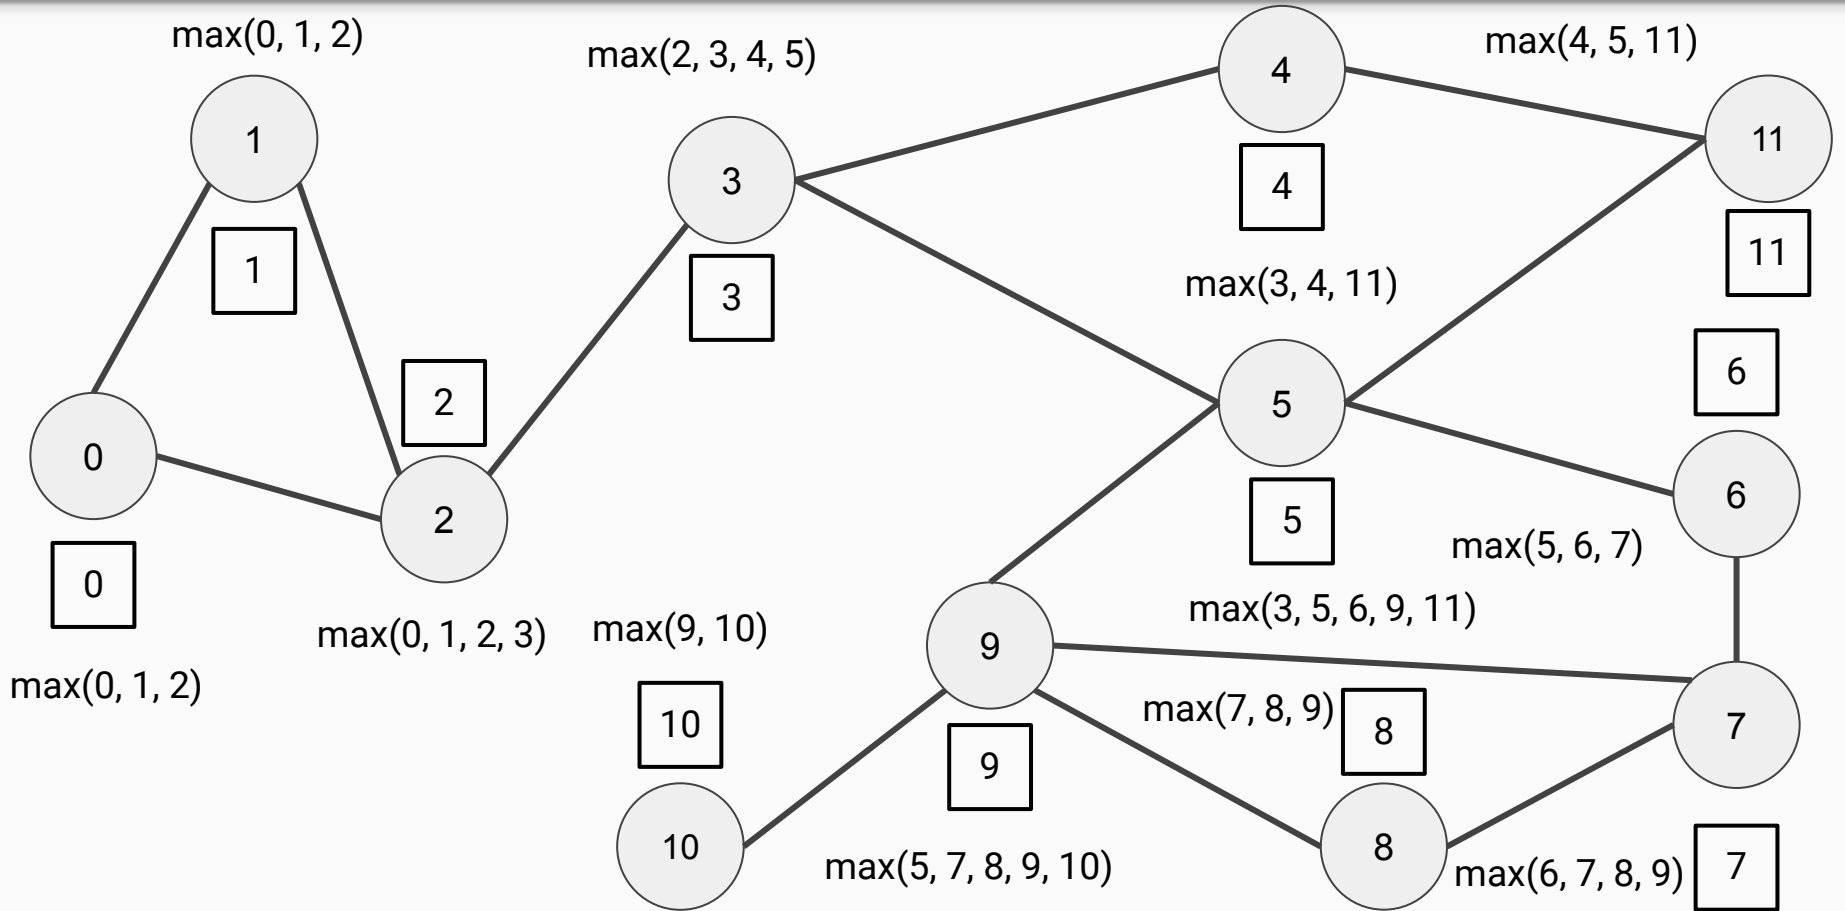 max(0, 1, 2)
1
1
max(2, 3, 4, 5)
3
3
4
4
max(4, 5, 11)
11
11
max(3, 4, 11)
5
5
6
6
max(5, 6, 7)
0
0
max(0, 1, 2)
2
2
max(0, 1, 2, 3)
max(9, 10)
10
10
max(3, 5, 6, 9, 11)
9
9
max(5, 7, 8, 9, 10)
max(7, 8, 9)
8
8
7
max(6, 7, 8, 9)
7